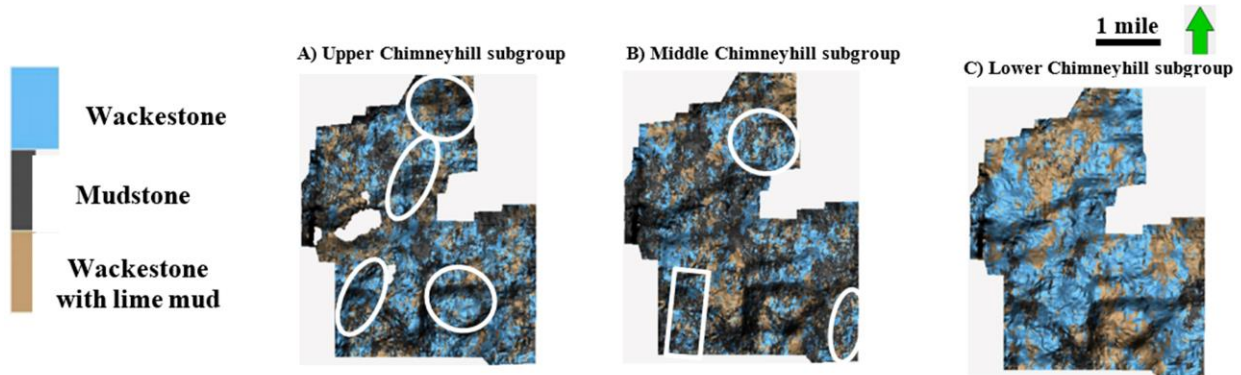 1 mile
A) Upper Chimneyhill subgroup
B) Middle Chimneyhill subgroup
C) Lower Chimneyhill subgroup
Wackestone
Mudstone
Wackestone
with lime mud